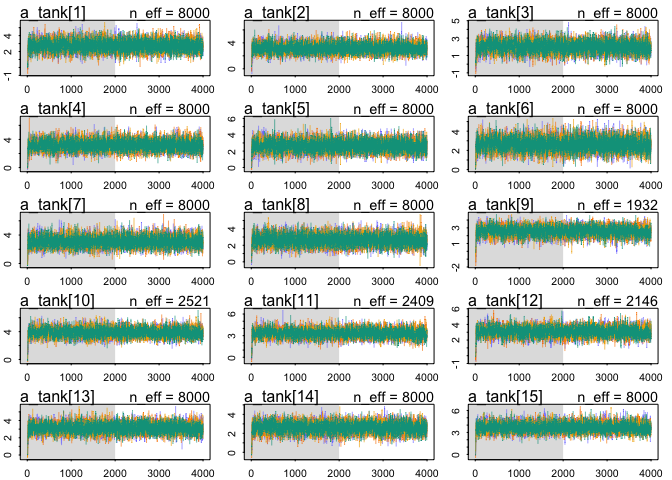 a_tank[1] n_eff = 8000 a_tank[2] n_eff = 8000 a_tank[3] n_eff = 8000
-1 2 4 0 4 -1 1 3 5
0 1000 2000 3000 4000 0 1000 2000 3000 4000 0 1000 2000 3000 4000
a_tank[4] n_eff = 8000 a_tank[5] n_eff = 8000 a_tank[6] n_eff = 8000
0 4 0 2 4 6 0 2 4
0 1000 2000 3000 4000 0 1000 2000 3000 4000 0 1000 2000 3000 4000
a_tank[7] n_eff = 8000 a_tank[8] n_eff = 8000 a_tank[9] n_eff = 1932
0 4 0 2 4 -2 1 3
0 1000 2000 3000 4000 0 1000 2000 3000 4000 0 1000 2000 3000 4000
a_tank[10] n_eff = 2521 a_tank[11] n_eff = 2409 a_tank[12] n_eff = 2146
0 4 0 3 6 -1 2 4 6
0 1000 2000 3000 4000 0 1000 2000 3000 4000 0 1000 2000 3000 4000
a_tank[13] n_eff = 8000 a_tank[14] n_eff = 8000 a_tank[15] n_eff = 8000
0 2 4 0 2 4 0 3 6
0 1000 2000 3000 4000 0 1000 2000 3000 4000 0 1000 2000 3000 4000